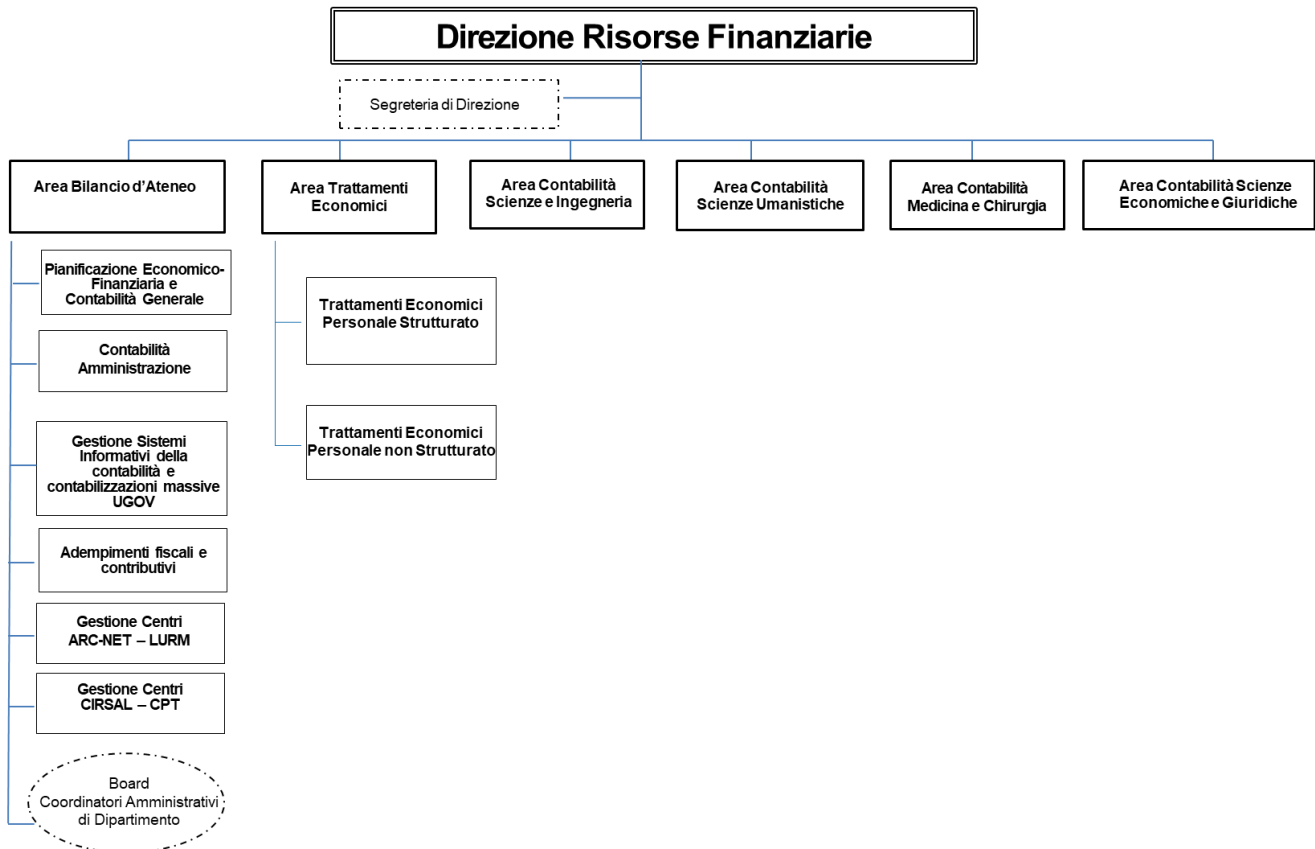 Direzione Risorse Finanziarie
Segreteria di Direzione
Area Bilancio d'Ateneo
Area Trattamenti
Economici
Area Contabilità
Scienze e Ingegneria
Area Contabilità
Scienze Umanistiche
Area Contabilità
Medicina e Chirurgia
Area Contabilità Scienze
Economiche e Giuridiche
Pianificazione Economico-
Finanziaria e
Contabilità Generale
Contabilità
Amministrazione
Gestione Sistemi
Informativi della
contabilità e
contabilizzazioni massive
UGOV
Adempimenti fiscali e
contributivi
Gestione Centri
ARC-NET – LURM
Gestione Centri
CIRSAL – CPT
Board
Coordinatori Amministrativi
di Dipartimento
Trattamenti Economici
Personale Strutturato
Trattamenti Economici
Personale non Strutturato